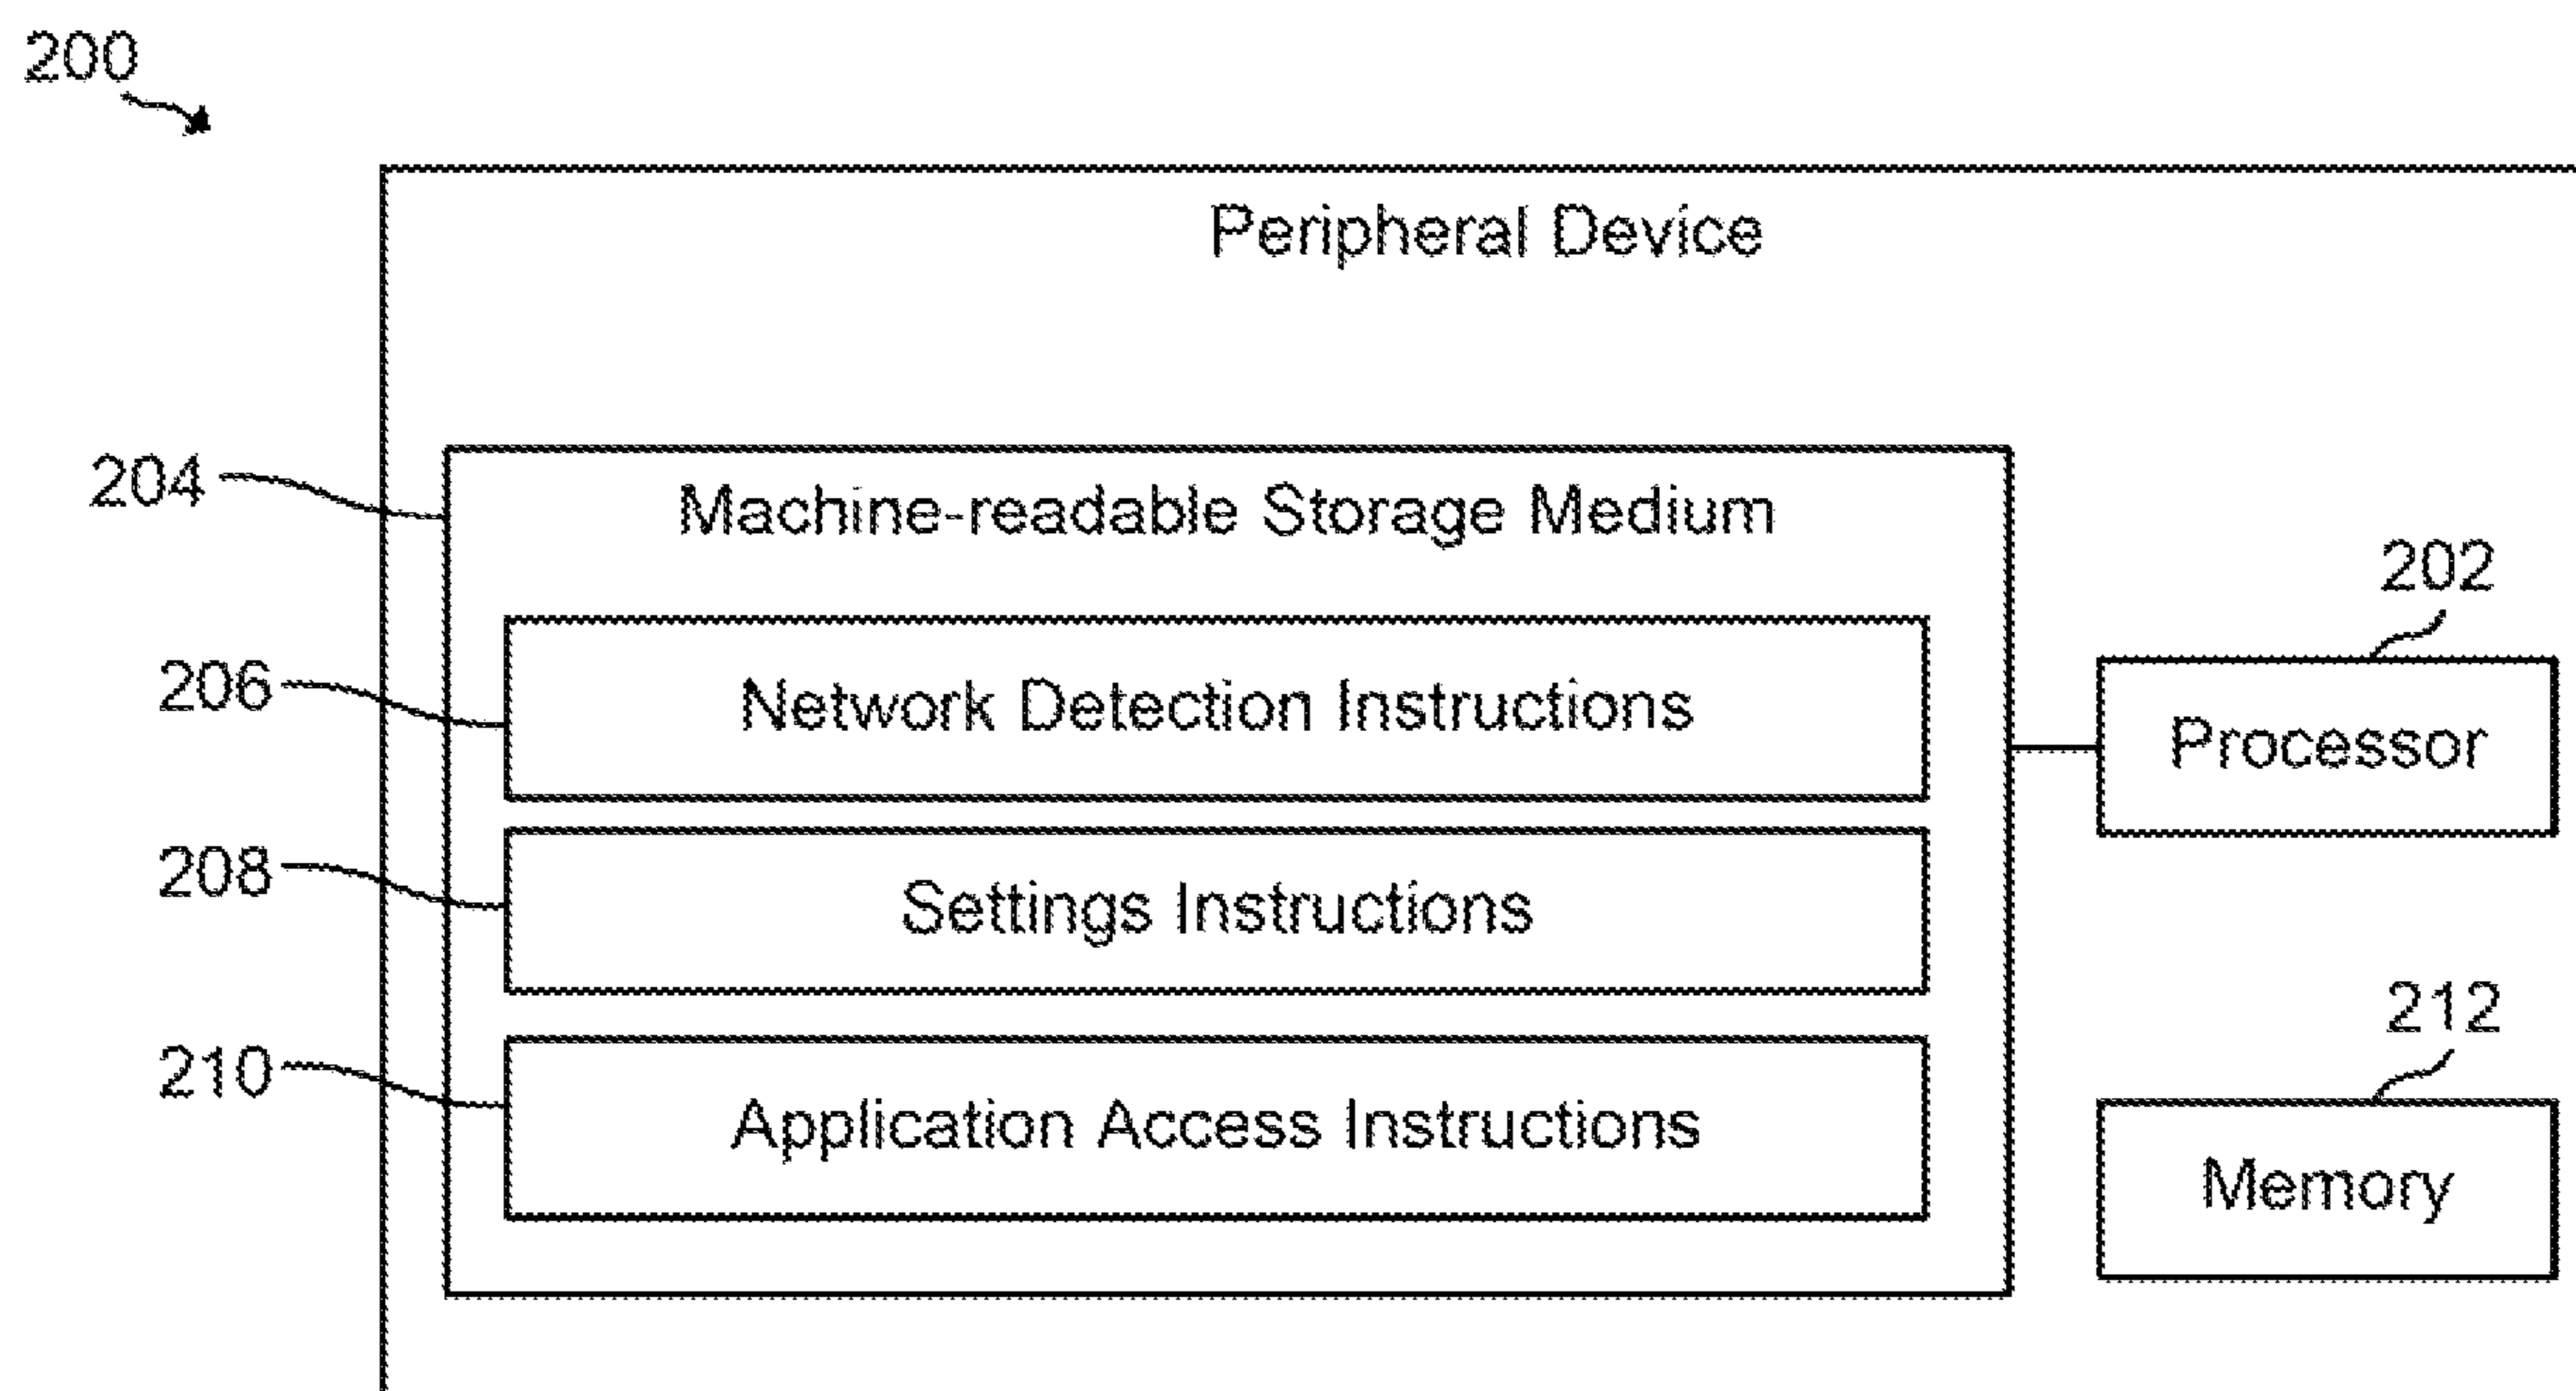 200
Peripheral Device
204
Machine-readable Storage Medium
202
206
Network Detection Instructions
Processor
208
Settings Instructions
212
210
Application Access Instructions
Memory